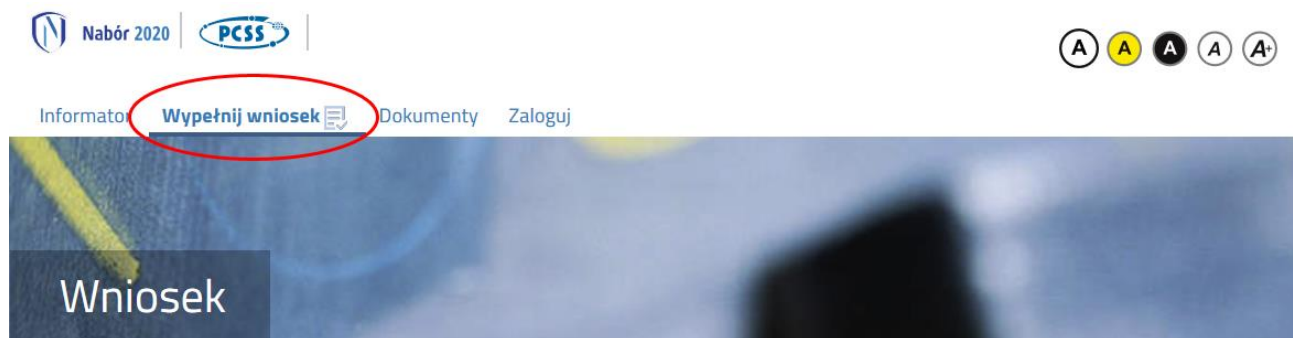 Nabór 2020 PCSS
A A A A A+
Informator Wypełnij wniosek Dokumenty Zaloguj
Wniosek